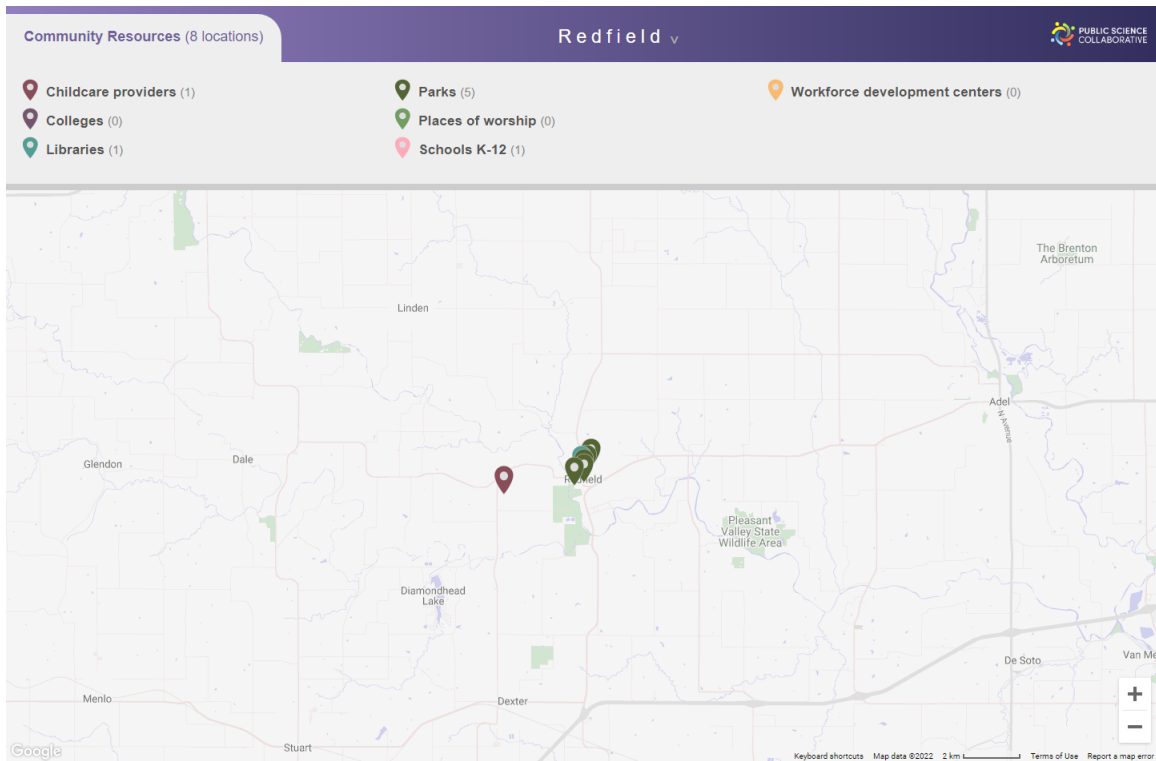 Community Resources (8 locations)
Redfield v
PUBLIC SCIENCE
COLLABORATIVE
Childcare providers (1)
Colleges (0)
Libraries (1)
Parks (5)
Places of worship (0)
Schools K-12 (1)
Workforce development centers (0)
The Brenton
Arboretum
Linden
Adel
N Avenue
Glendon
Dale
Redfield
Pleasant
Valley State
Wildlife Area
Diamondhead
Lake
De Soto
Van Me
Menlo
Dexter
Stuart
+
−
Google
Keyboard shortcuts Map data ©2022 2 km Terms of Use Report a map error